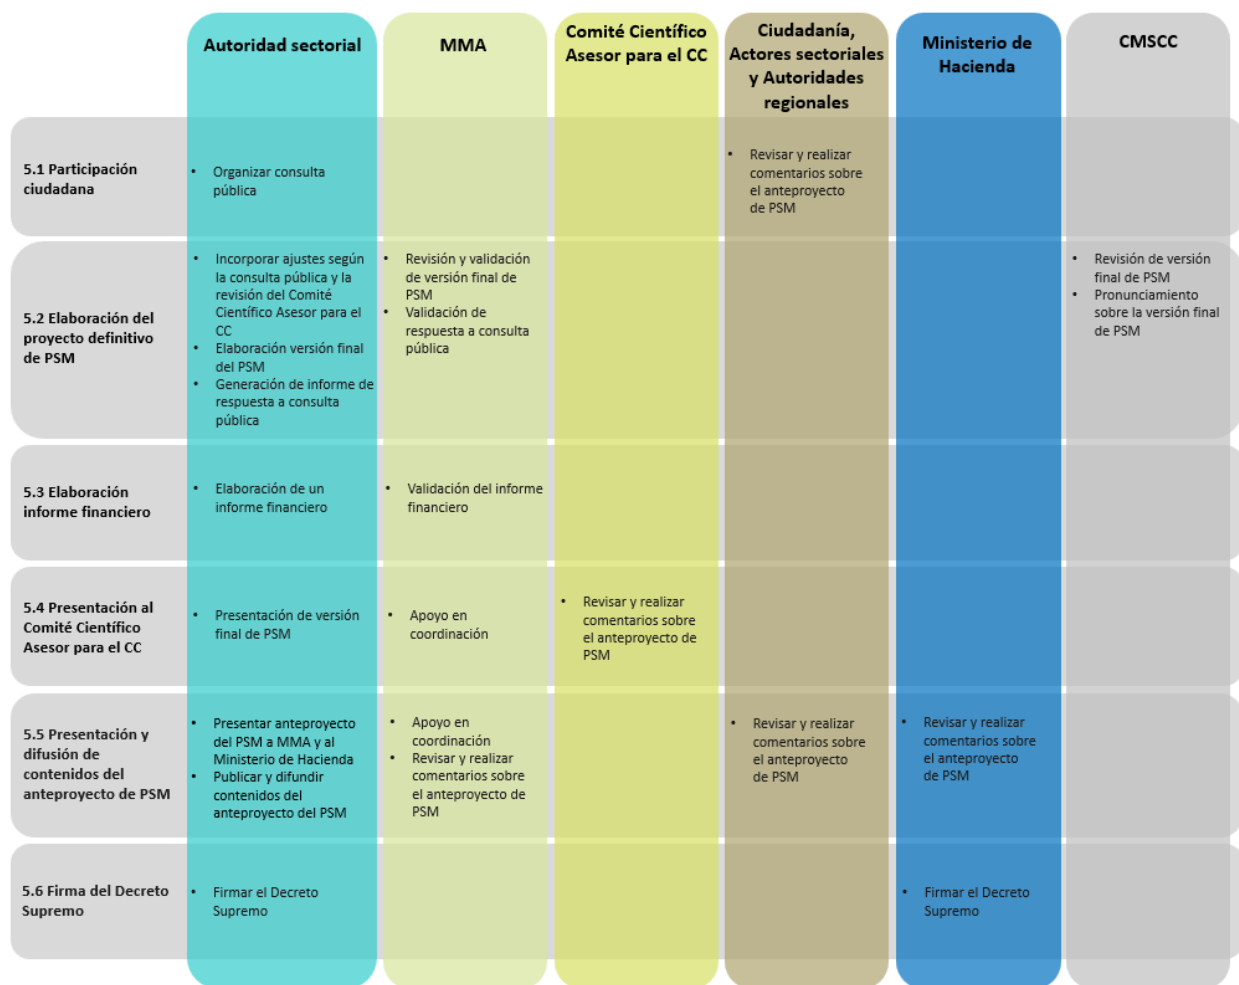 Autoridad sectorial
MMA
Comité Científico
Asesor para el CC
Ciudadanía,
Actores sectoriales
y Autoridades
regionales
Ministerio de
Hacienda
CMSCC
5.1 Participación
ciudadana
• Organizar consulta
pública
• Revisar y realizar
comentarios sobre
el anteproyecto
de PSM
5.2 Elaboración del
proyecto definitivo
de PSM
• Incorporar ajustes según
la consulta pública y la
revisión del Comité
Científico Asesor para el
CC
• Elaboración versión final
del PSM
• Generación de informe de
respuesta a consulta
pública
• Revisión y validación
de versión final de
PSM
• Validación de
respuesta a consulta
pública
• Revisión de versión
final de PSM
• Pronunciamiento
sobre la versión final
de PSM
5.3 Elaboración
informe financiero
• Elaboración de un
informe financiero
• Validación del informe
financiero
5.4 Presentación al
Comité Científico
Asesor para el CC
• Presentación de versión
final de PSM
• Apoyo en
coordinación
• Revisar y realizar
comentarios sobre
el anteproyecto de
PSM
5.5 Presentación y
difusión de
contenidos del
anteproyecto de PSM
• Presentar anteproyecto
del PSM a MMA y al
Ministerio de Hacienda
• Publicar y difundir
contenidos del
anteproyecto del PSM
• Apoyo en
coordinación
• Revisar y realizar
comentarios sobre
el anteproyecto de
PSM
• Revisar y realizar
comentarios sobre
el anteproyecto
de PSM
• Revisar y realizar
comentarios sobre
el anteproyecto
de PSM
5.6 Firma del Decreto
Supremo
• Firmar el Decreto
Supremo
• Firmar el Decreto
Supremo